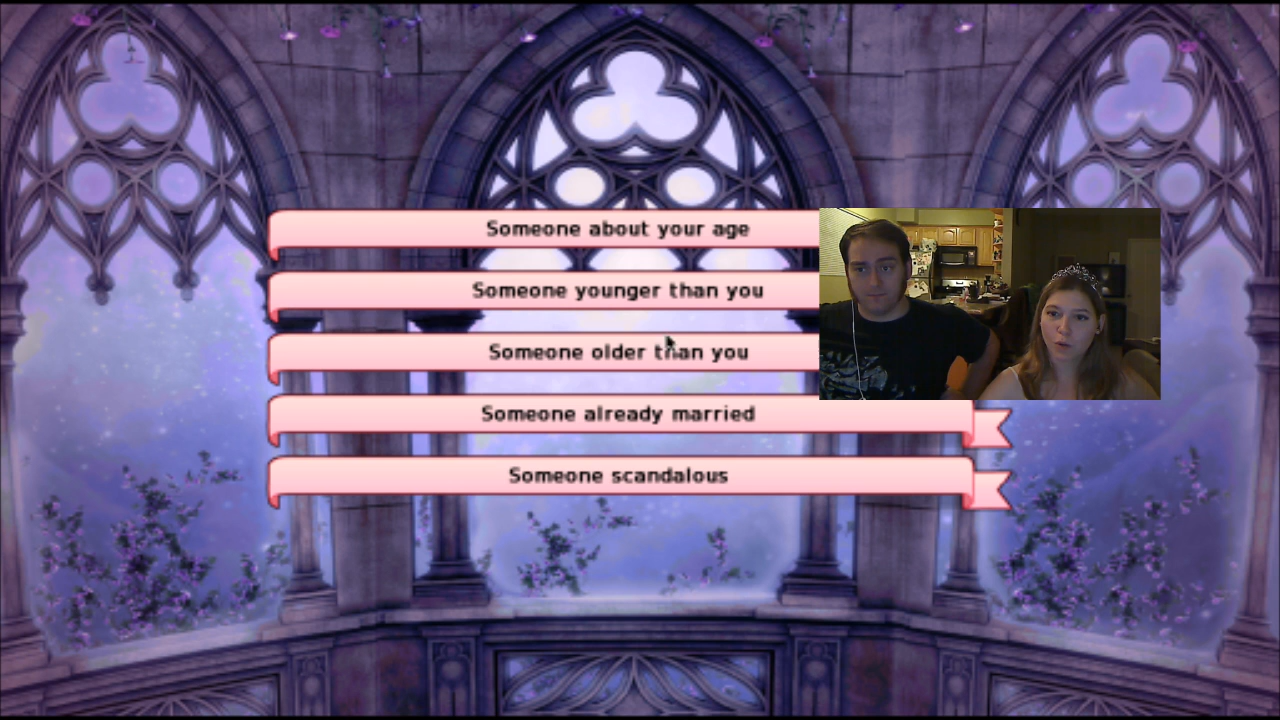 Someone about your age
Someone younger than you
Someone older than you
Someone already married
Someone scandalous